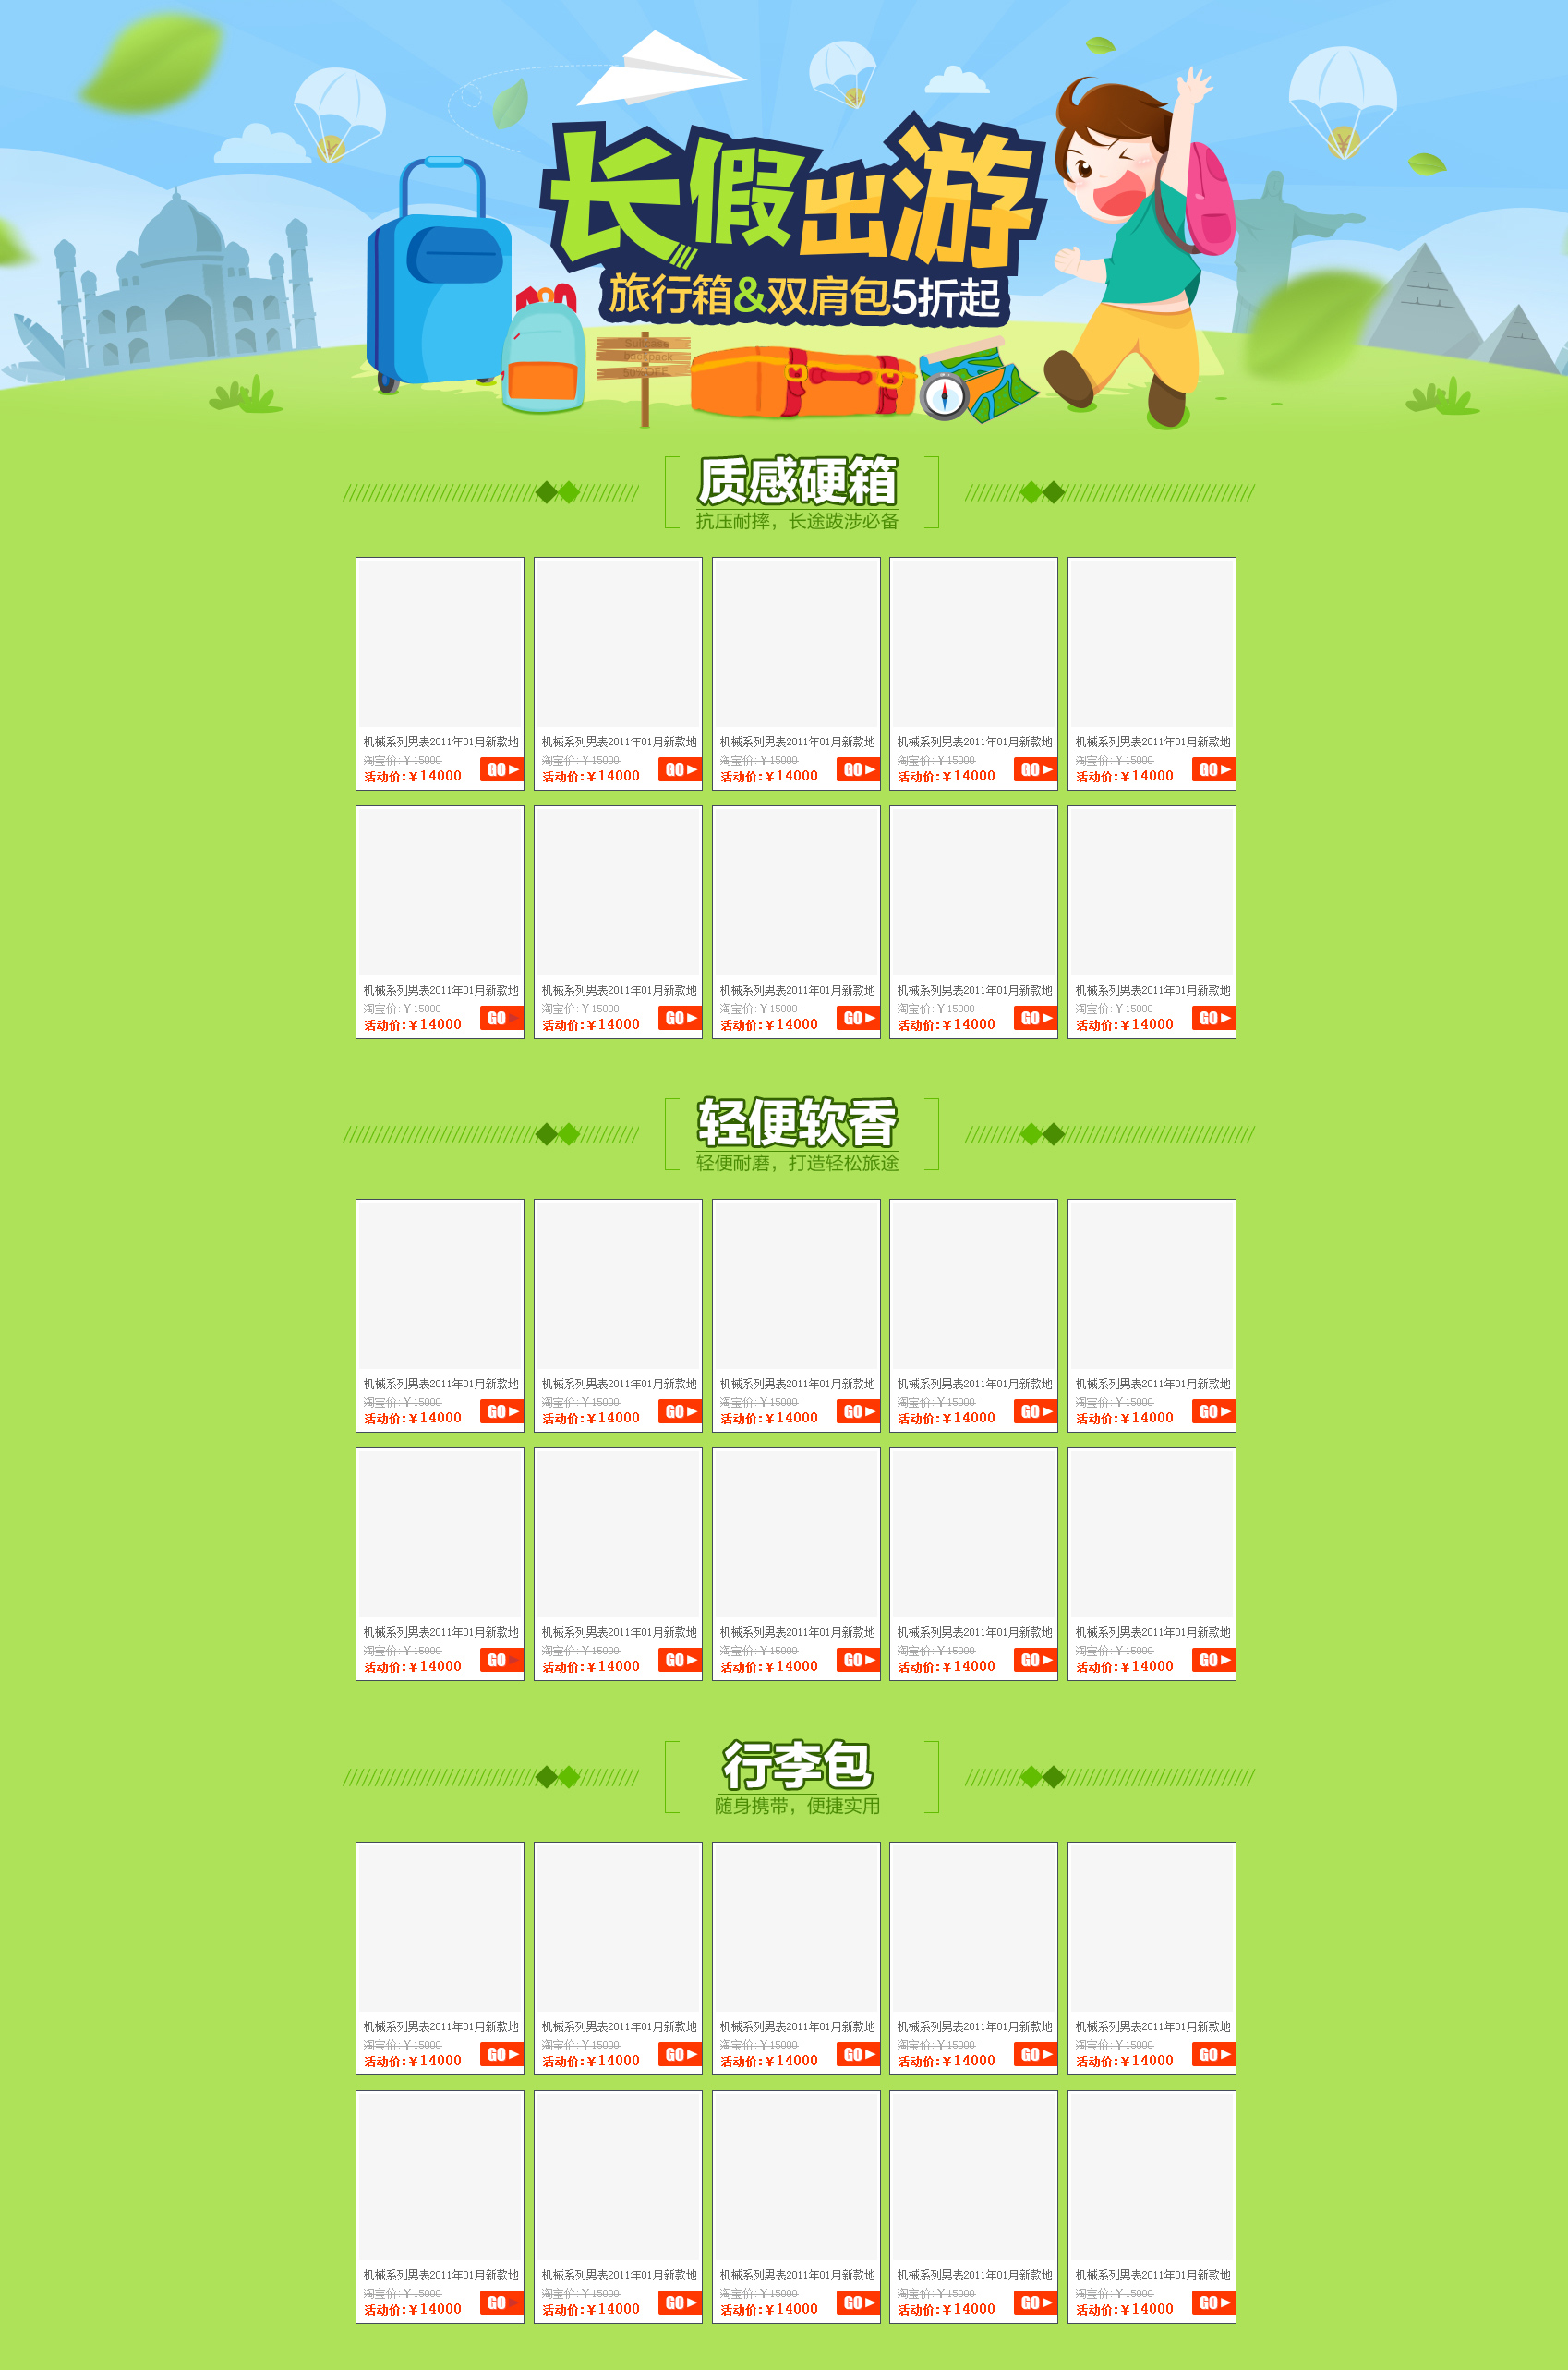 长假出游
旅行箱&双肩包5折起
Suitcase
backpack
50%OFF
质感硬箱
抗压耐摔，长途跋涉必备
机械系列男表2011年01月新款地 机械系列男表2011年01月新款地 机械系列男表2011年01月新款地 机械系列男表2011年01月新款地 机械系列男表2011年01月新款地
淘宝价:￥15000 淘宝价:￥15000 淘宝价:￥15000 淘宝价:￥15000 淘宝价:￥15000
活动价:￥14000 GO 活动价:￥14000 GO 活动价:￥14000 GO 活动价:￥14000 GO 活动价:￥14000 GO
机械系列男表2011年01月新款地 机械系列男表2011年01月新款地 机械系列男表2011年01月新款地 机械系列男表2011年01月新款地 机械系列男表2011年01月新款地
淘宝价:￥15000 淘宝价:￥15000 淘宝价:￥15000 淘宝价:￥15000 淘宝价:￥15000
活动价:￥14000 GO 活动价:￥14000 GO 活动价:￥14000 GO 活动价:￥14000 GO 活动价:￥14000 GO
轻便软香
轻便耐磨，打造轻松旅途
机械系列男表2011年01月新款地 机械系列男表2011年01月新款地 机械系列男表2011年01月新款地 机械系列男表2011年01月新款地 机械系列男表2011年01月新款地
淘宝价:￥15000 淘宝价:￥15000 淘宝价:￥15000 淘宝价:￥15000 淘宝价:￥15000
活动价:￥14000 GO 活动价:￥14000 GO 活动价:￥14000 GO 活动价:￥14000 GO 活动价:￥14000 GO
机械系列男表2011年01月新款地 机械系列男表2011年01月新款地 机械系列男表2011年01月新款地 机械系列男表2011年01月新款地 机械系列男表2011年01月新款地
淘宝价:￥15000 淘宝价:￥15000 淘宝价:￥15000 淘宝价:￥15000 淘宝价:￥15000
活动价:￥14000 GO 活动价:￥14000 GO 活动价:￥14000 GO 活动价:￥14000 GO 活动价:￥14000 GO
行李包
随身携带，便捷实用
机械系列男表2011年01月新款地 机械系列男表2011年01月新款地 机械系列男表2011年01月新款地 机械系列男表2011年01月新款地 机械系列男表2011年01月新款地
淘宝价:￥15000 淘宝价:￥15000 淘宝价:￥15000 淘宝价:￥15000 淘宝价:￥15000
活动价:￥14000 GO 活动价:￥14000 GO 活动价:￥14000 GO 活动价:￥14000 GO 活动价:￥14000 GO
机械系列男表2011年01月新款地 机械系列男表2011年01月新款地 机械系列男表2011年01月新款地 机械系列男表2011年01月新款地 机械系列男表2011年01月新款地
淘宝价:￥15000 淘宝价:￥15000 淘宝价:￥15000 淘宝价:￥15000 淘宝价:￥15000
活动价:￥14000 GO 活动价:￥14000 GO 活动价:￥14000 GO 活动价:￥14000 GO 活动价:￥14000 GO